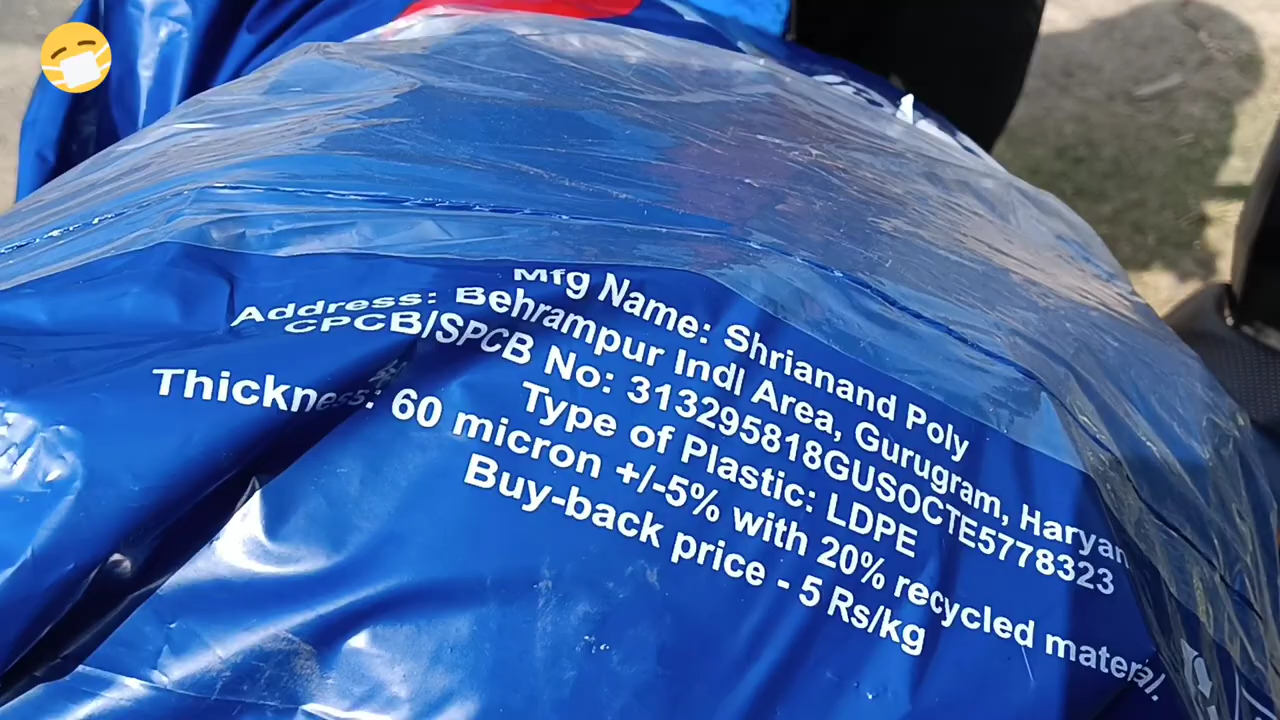 Mfg Name: Shrianand Poly
Address: Behrampur Indl Area, Gurugram, Haryan
CPCB/SPCB No: 313295818GUSOCTE5778323
Type of Plastic: LDPE
Thickness: 60 micron +/-5% with 20% recycled materal.
Buy-back price - 5 Rs/kg